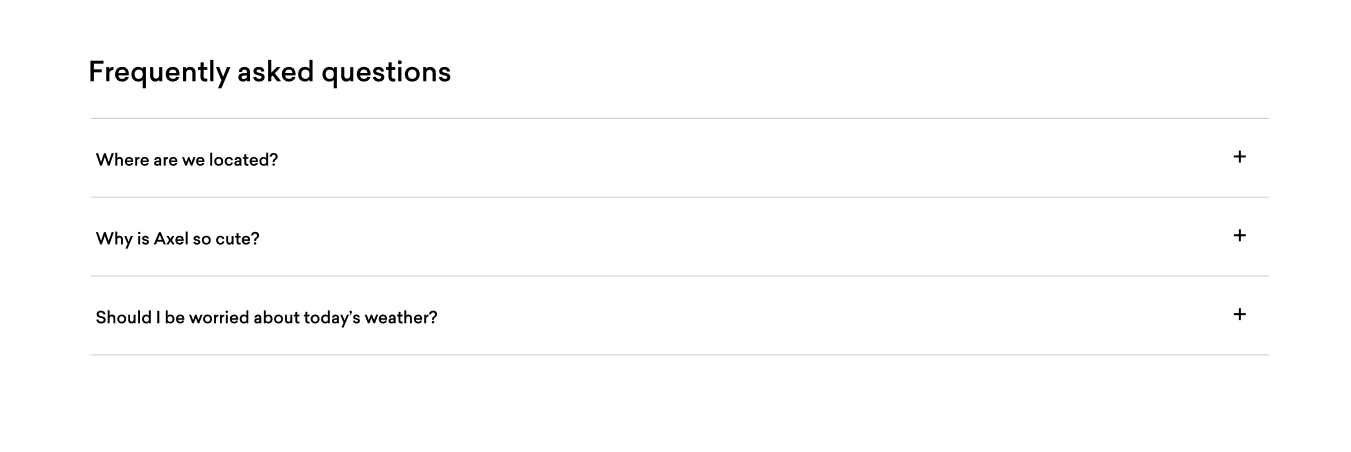 Frequently asked questions
Where are we located?
Why is Axel so cute?
Should I be worried about today’s weather?